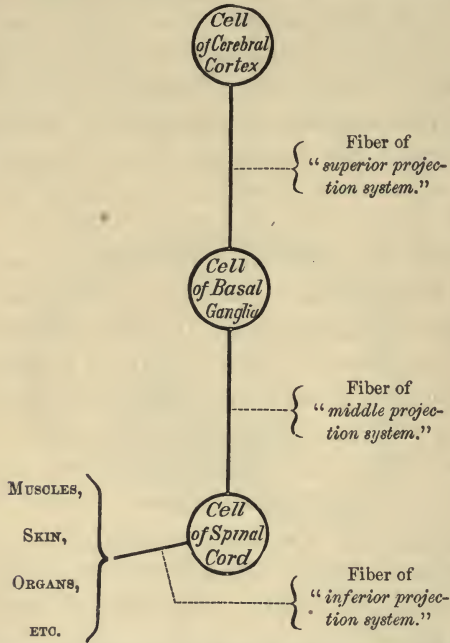 Cell
of Cerebral
Cortex
Fiber of
"superior projec-
tion system."
Cell
of Basal
Ganglia
Fiber of
"middle projec-
tion system."
Cell
of Spinal
Cord
MUSCLES,
SKIN,
ORGANS,
ETC.
Fiber of
"inferior projec-
tion system."